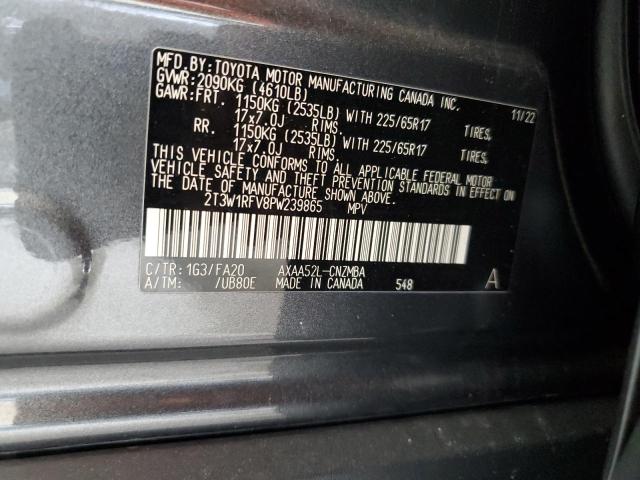 MFD.BY: TOYOTA MOTOR MANUFACTURING CANADA INC.
GVWR: 2090KG (4610LB) 11/22
GAWR: FRT. 1150KG (2535LB) WITH 225/65R17 TIRES,
17x7.0J RIMS.
RR. 1150KG (2535LB) WITH 225/65R17 TIRES,
17x7.0J RIMS.
THIS VEHICLE CONFORMS TO ALL APPLICABLE FEDERAL MOTOR
VEHICLE SAFETY AND THEFT PREVENTION STANDARDS IN EFFECT ON
THE DATE OF MANUFACTURE SHOWN ABOVE.
2T3W1RFV8PW239865 MPV
C/TR: 1G3/FA20 AXAA52L-CNZMBA
A/TM: /UB80E MADE IN CANADA 548 A